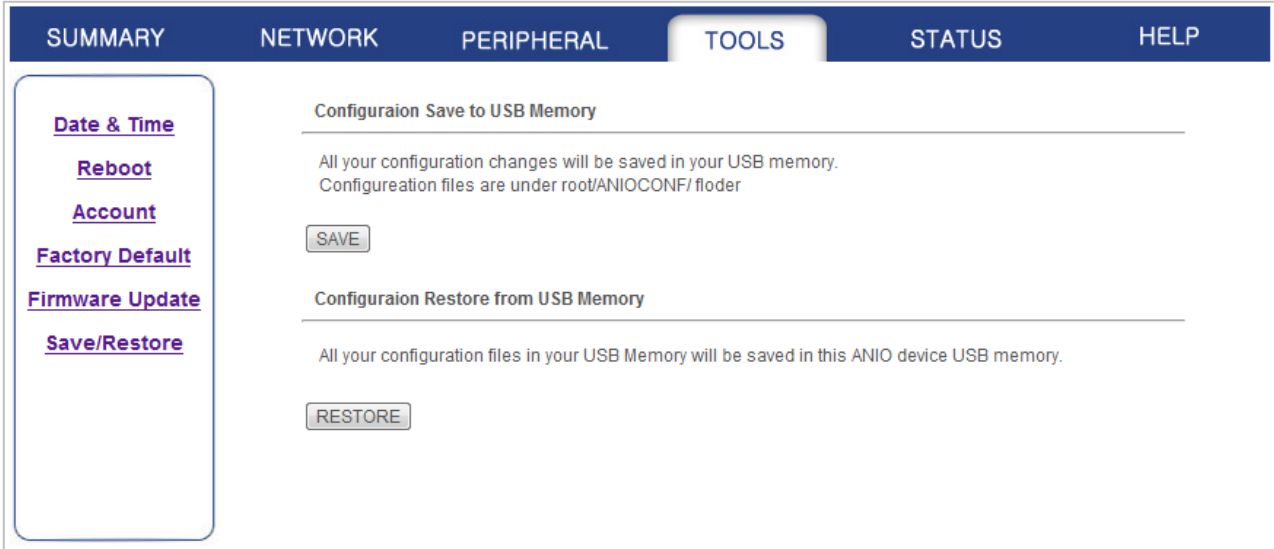 SUMMARY NETWORK PERIPHERAL TOOLS STATUS HELP
Date & Time
Reboot
Account
Factory Default
Firmware Update
Save/Restore
Configuraion Save to USB Memory
All your configuration changes will be saved in your USB memory.
Configureation files are under root/ANIOCONF/ floder
SAVE
Configuraion Restore from USB Memory
All your configuration files in your USB Memory will be saved in this ANIO device USB memory.
RESTORE